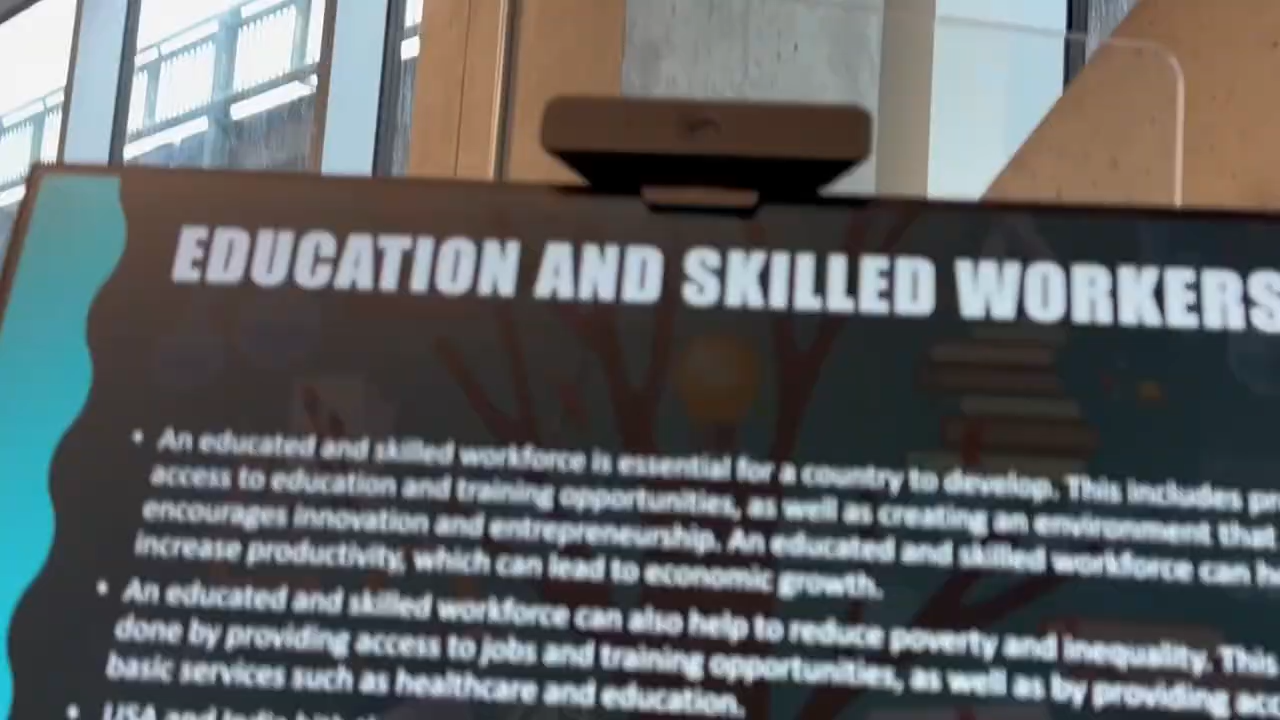 EDUCATION AND SKILLED WORKERS
• An educated and skilled workforce is essential for a country to develop. This includes
access to education and training opportunities, as well as creating an environment that
encourages innovation and entrepreneurship. An educated and skilled workforce can
increase productivity, which can lead to economic growth.
• An educated and skilled workforce can also help to reduce poverty and inequality. This
done by providing access to jobs and training opportunities, as well as by providing
basic services such as healthcare and education.
• USA and India